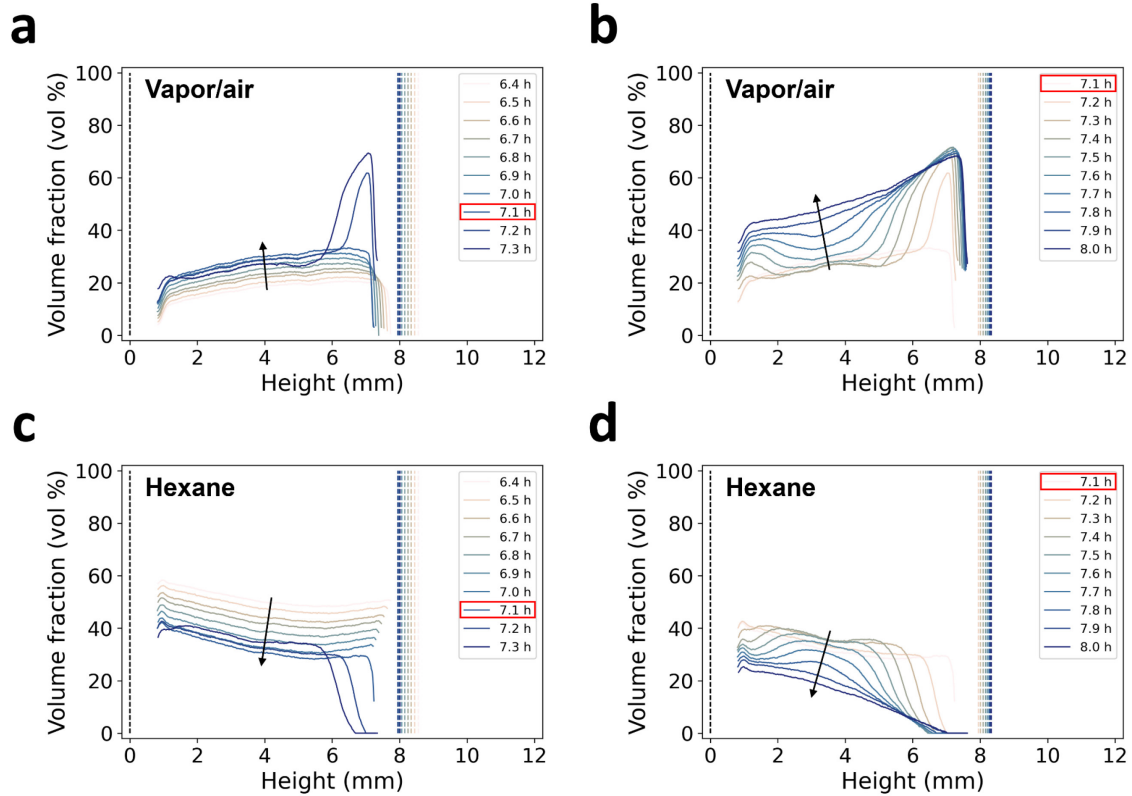 a
Vapor/air
Volume fraction (vol %)
100
80
60
40
20
0
0 2 4 6 8 10 12
Height (mm)
6.4 h
6.5 h
6.6 h
6.7 h
6.8 h
6.9 h
7.0 h
7.1 h
7.2 h
7.3 h
b
Vapor/air
Volume fraction (vol %)
100
80
60
40
20
0
0 2 4 6 8 10 12
Height (mm)
7.1 h
7.2 h
7.3 h
7.4 h
7.5 h
7.6 h
7.7 h
7.8 h
7.9 h
8.0 h
c
Hexane
Volume fraction (vol %)
100
80
60
40
20
0
0 2 4 6 8 10 12
Height (mm)
6.4 h
6.5 h
6.6 h
6.7 h
6.8 h
6.9 h
7.0 h
7.1 h
7.2 h
7.3 h
d
Hexane
Volume fraction (vol %)
100
80
60
40
20
0
0 2 4 6 8 10 12
Height (mm)
7.1 h
7.2 h
7.3 h
7.4 h
7.5 h
7.6 h
7.7 h
7.8 h
7.9 h
8.0 h